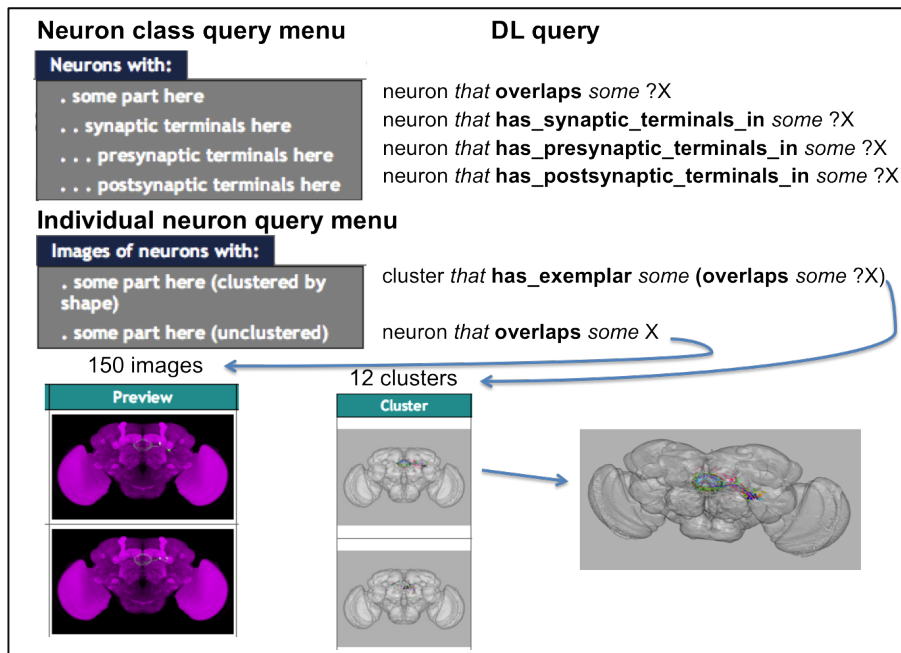 Neuron class query menu
DL query
Neurons with:
. some part here
neuron that overlaps some ?X
. . synaptic terminals here
neuron that has_synaptic_terminals_in some ?X
. . . presynaptic terminals here
neuron that has_presynaptic_terminals_in some ?X
. . . postsynaptic terminals here
neuron that has_postsynaptic_terminals_in some ?X
Individual neuron query menu
Images of neurons with:
. some part here (clustered by
shape)
cluster that has_exemplar some (overlaps some ?X)
. some part here (unclustered)
neuron that overlaps some X
150 images
12 clusters
Preview
Cluster